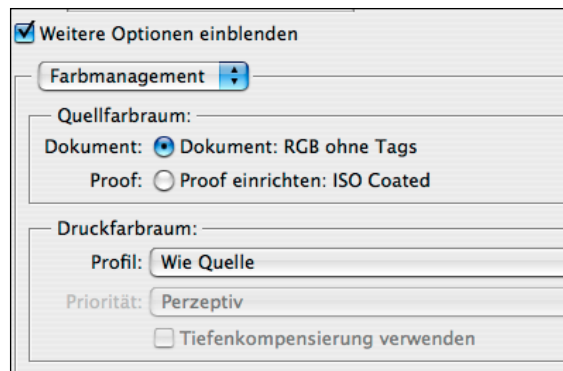 Weitere Optionen einblenden
Farbmanagement
Quellfarbraum:
Dokument: Dokument: RGB ohne Tags
Proof: Proof einrichten: ISO Coated
Druckfarbraum:
Profil: Wie Quelle
Priorität: Perzeptiv
Tiefenkompensierung verwenden